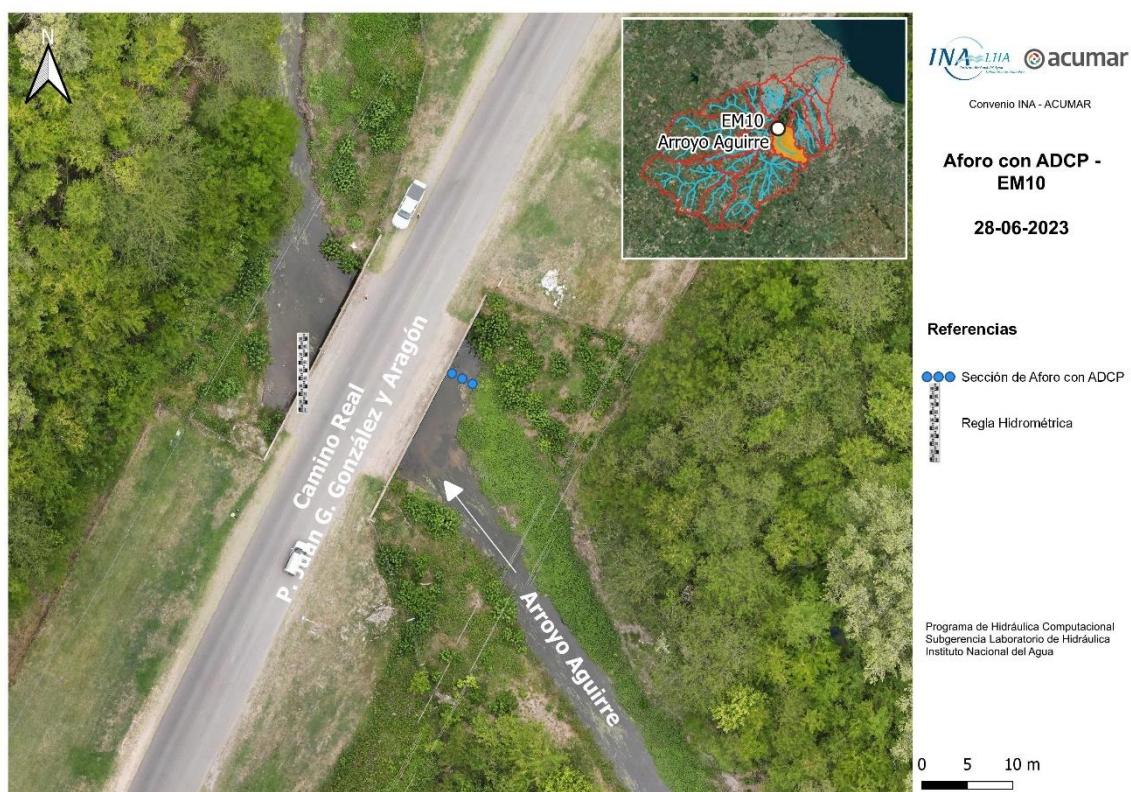 N
EM10
Arroyo Aguirre
Camino Real
P. Juan G. González y Aragón
Arroyo Aguirre
INA
acumar
Convenio INA - ACUMAR
Aforo con ADCP -
EM10
28-06-2023
Referencias
Sección de Aforo con ADCP
Regla Hidrométrica
Programa de Hidráulica Computacional
Subgerencia Laboratorio de Hidráulica
Instituto Nacional del Agua
0 5 10 m